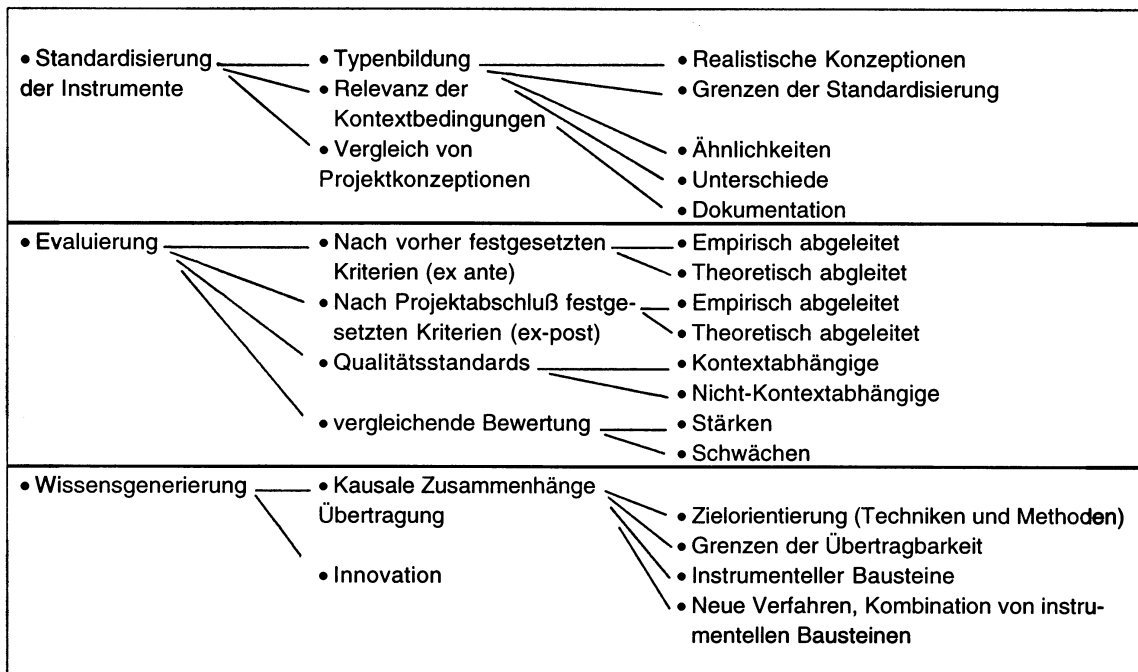 • Standardisierung • Typenbildung • Realistische Konzeptionen
der Instrumente • Relevanz der • Grenzen der Standardisierung
Kontextbedingungen
• Vergleich von • Ähnlichkeiten
Projektkonzeptionen • Unterschiede
• Dokumentation
• Evaluierung • Nach vorher festgesetzten • Empirisch abgeleitet
Kriterien (ex ante) • Theoretisch abgleitet
• Nach Projektabschluß festge- • Empirisch abgeleitet
setzten Kriterien (ex-post) • Theoretisch abgeleitet
• Qualitätsstandards • Kontextabhängige
• Nicht-Kontextabhängige
• vergleichende Bewertung • Stärken
• Schwächen
• Wissensgenerierung • Kausale Zusammenhänge
Übertragung • Zielorientierung (Techniken und Methoden)
• Grenzen der Übertragbarkeit
• Innovation • Instrumenteller Bausteine
• Neue Verfahren, Kombination von instru-
mentellen Bausteinen